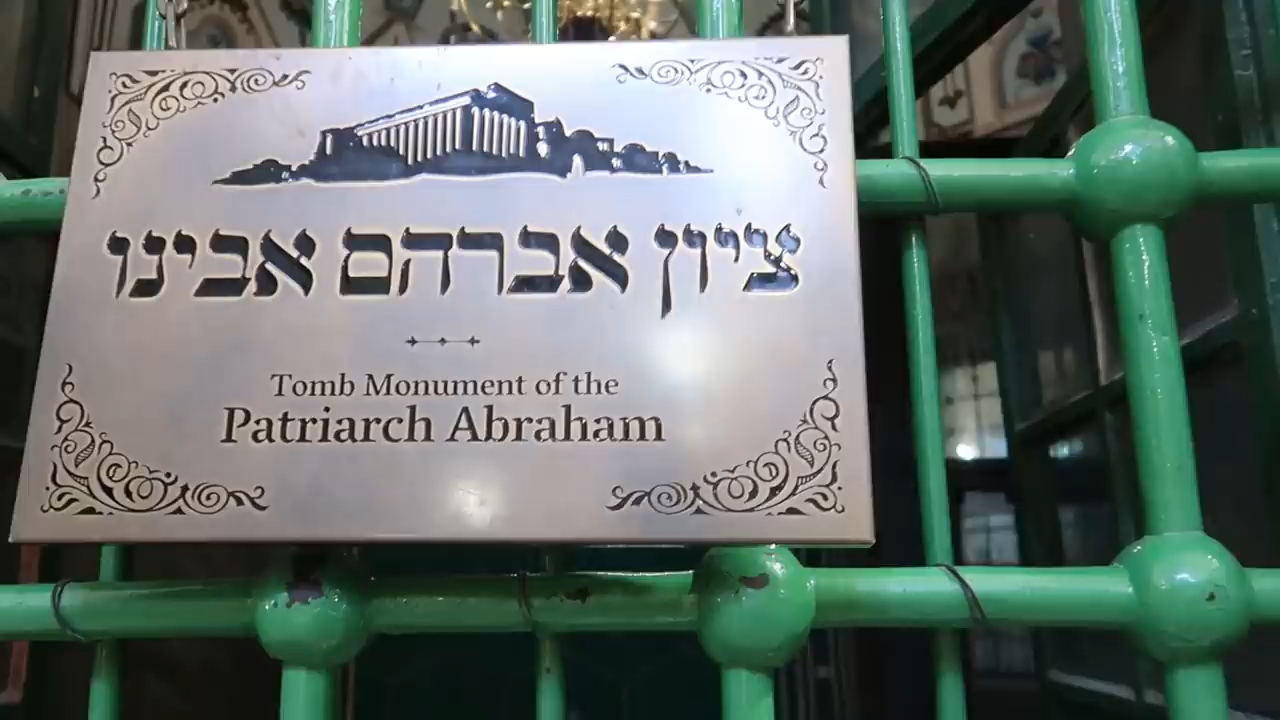 ציון אברהם אבינו
Tomb Monument of the
Patriarch Abraham